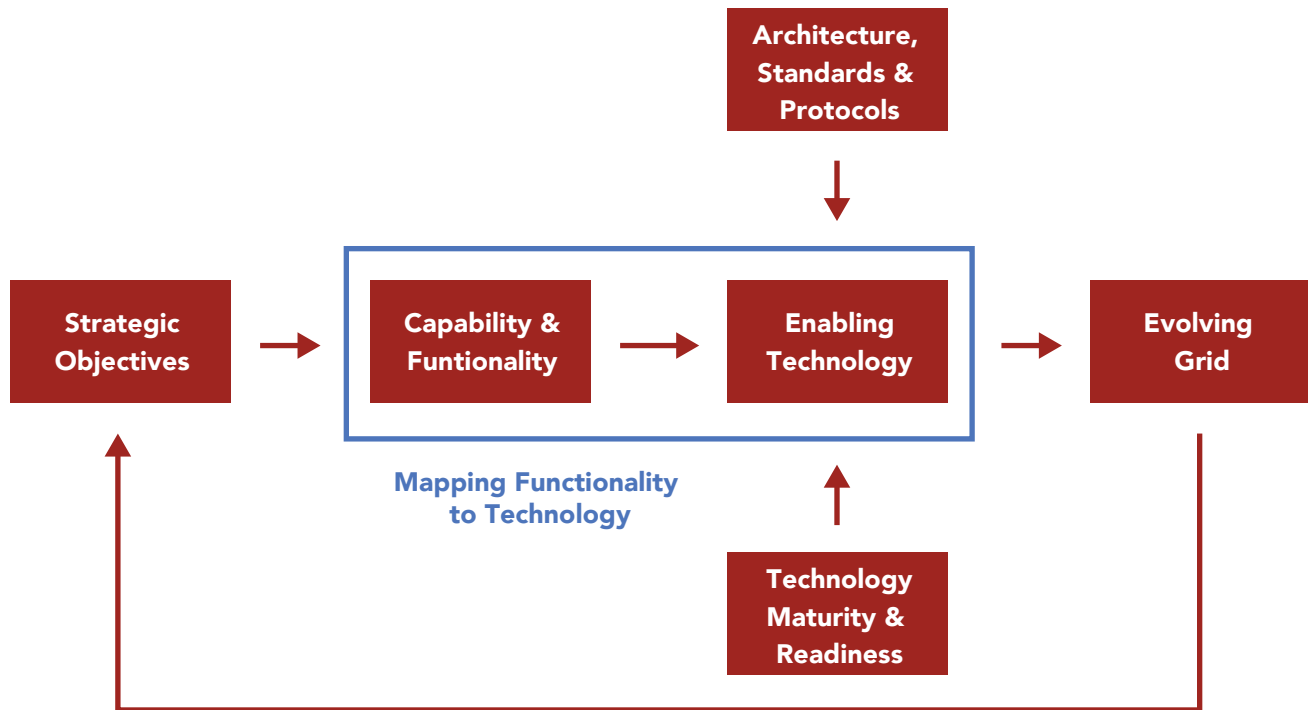 Architecture,
Standards &
Protocols
Strategic
Objectives
Capability &
Funtionality
Enabling
Technology
Evolving
Grid
Mapping Functionality
to Technology
Technology
Maturity &
Readiness